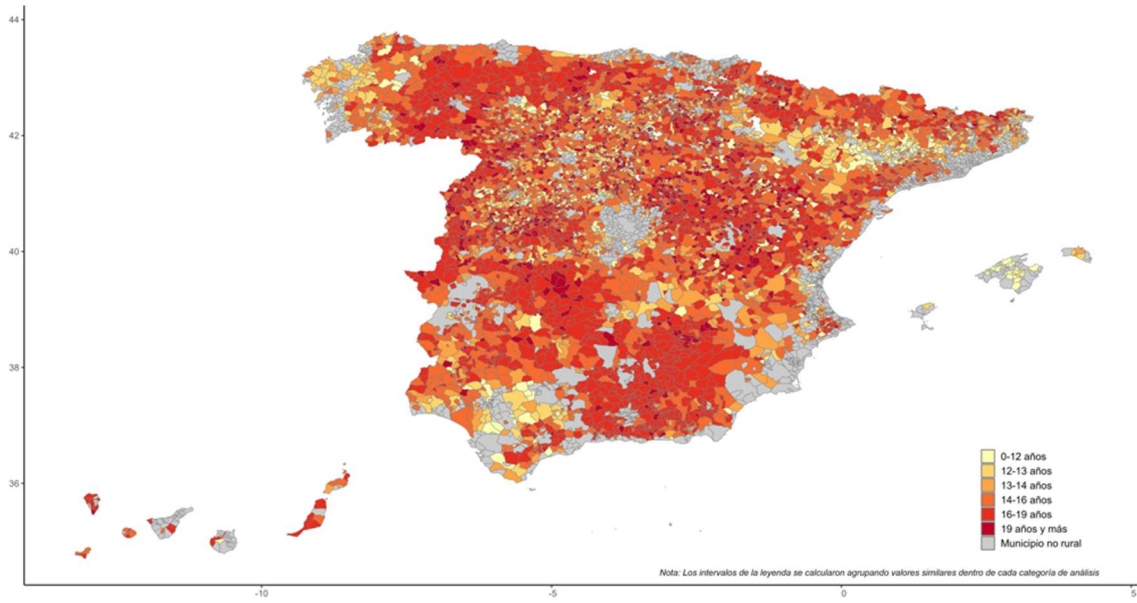 44
42
40
38
36
0-12 años
12-13 años
13-14 años
14-16 años
16-19 años
19 años y más
Municipio no rural
Nota: Los intervalos de la leyenda se calcularon agrupando valores similares dentro de cada categoría de análisis
-10
-5
0
5